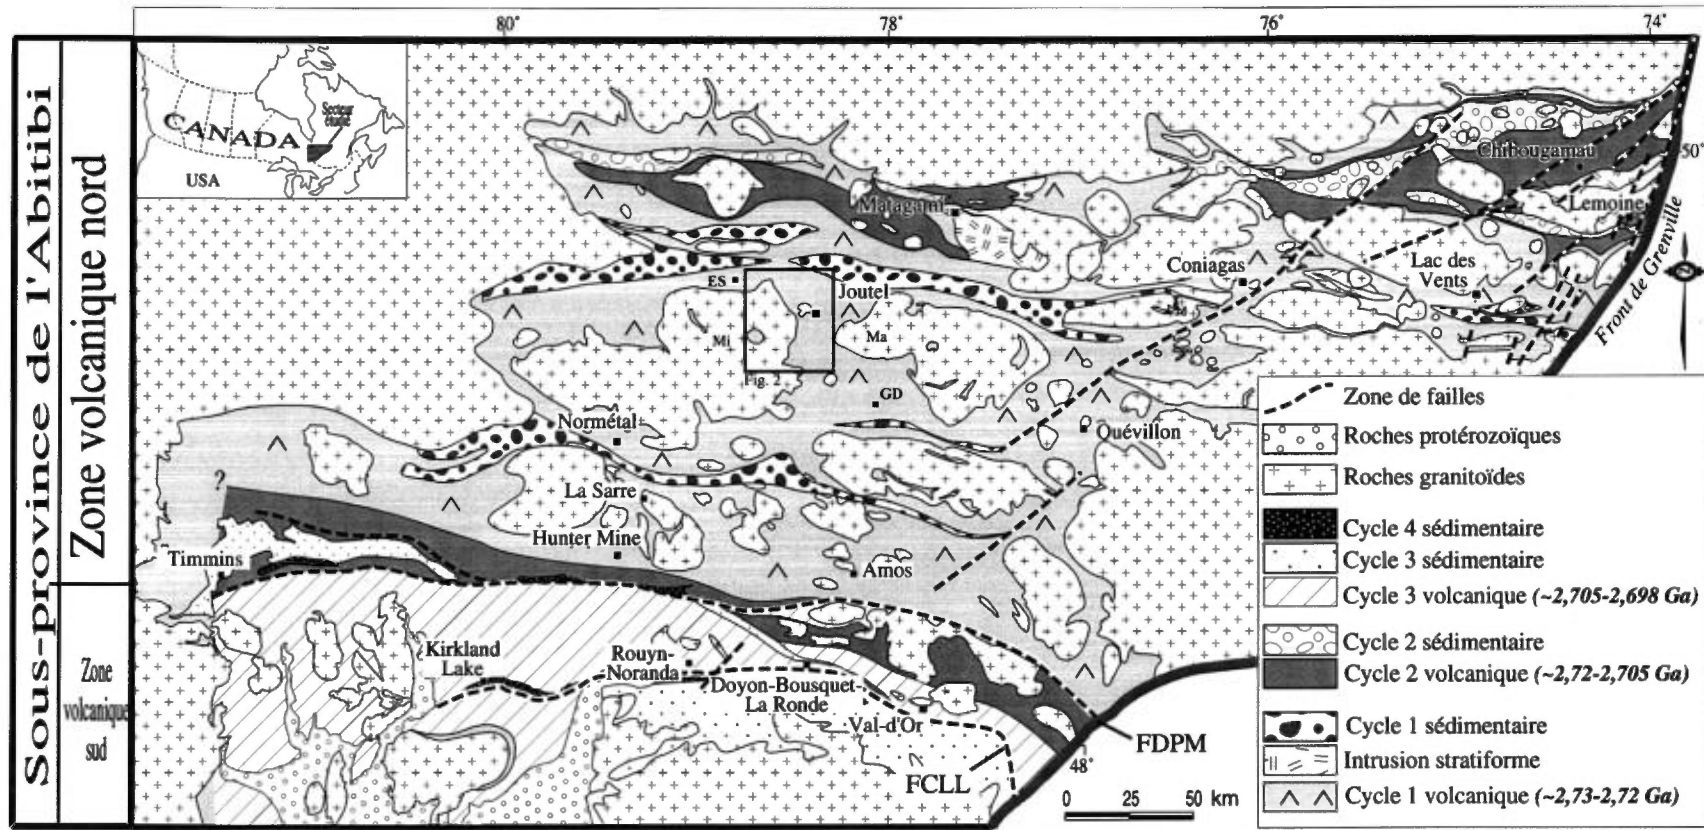 80°
78°
76°
74°
Sous-province de l'Abitibi
Zone volcanique nord
Zone
volcanique
sud
CANADA
Secteur
étudié
USA
50°
Chibougamau
Matagami
Lemoine
Coniagas
Lac des
Vents
Front de Grenville
ES
Joutel
Mi
Ma
Fig. 2
GD
Normétal
Quévillon
?
La Sarre
Hunter Mine
Timmins
Amos
Kirkland
Lake
Rouyn-
Noranda
Doyon-Bousquet-
La Ronde
Val-d'Or
FDPM
FCLL
48°
0 25 50 km
Zone de failles
Roches protérozoïques
Roches granitoïdes
Cycle 4 sédimentaire
Cycle 3 sédimentaire
Cycle 3 volcanique (~2,705-2,698 Ga)
Cycle 2 sédimentaire
Cycle 2 volcanique (~2,72-2,705 Ga)
Cycle 1 sédimentaire
Intrusion stratiforme
Cycle 1 volcanique (~2,73-2,72 Ga)